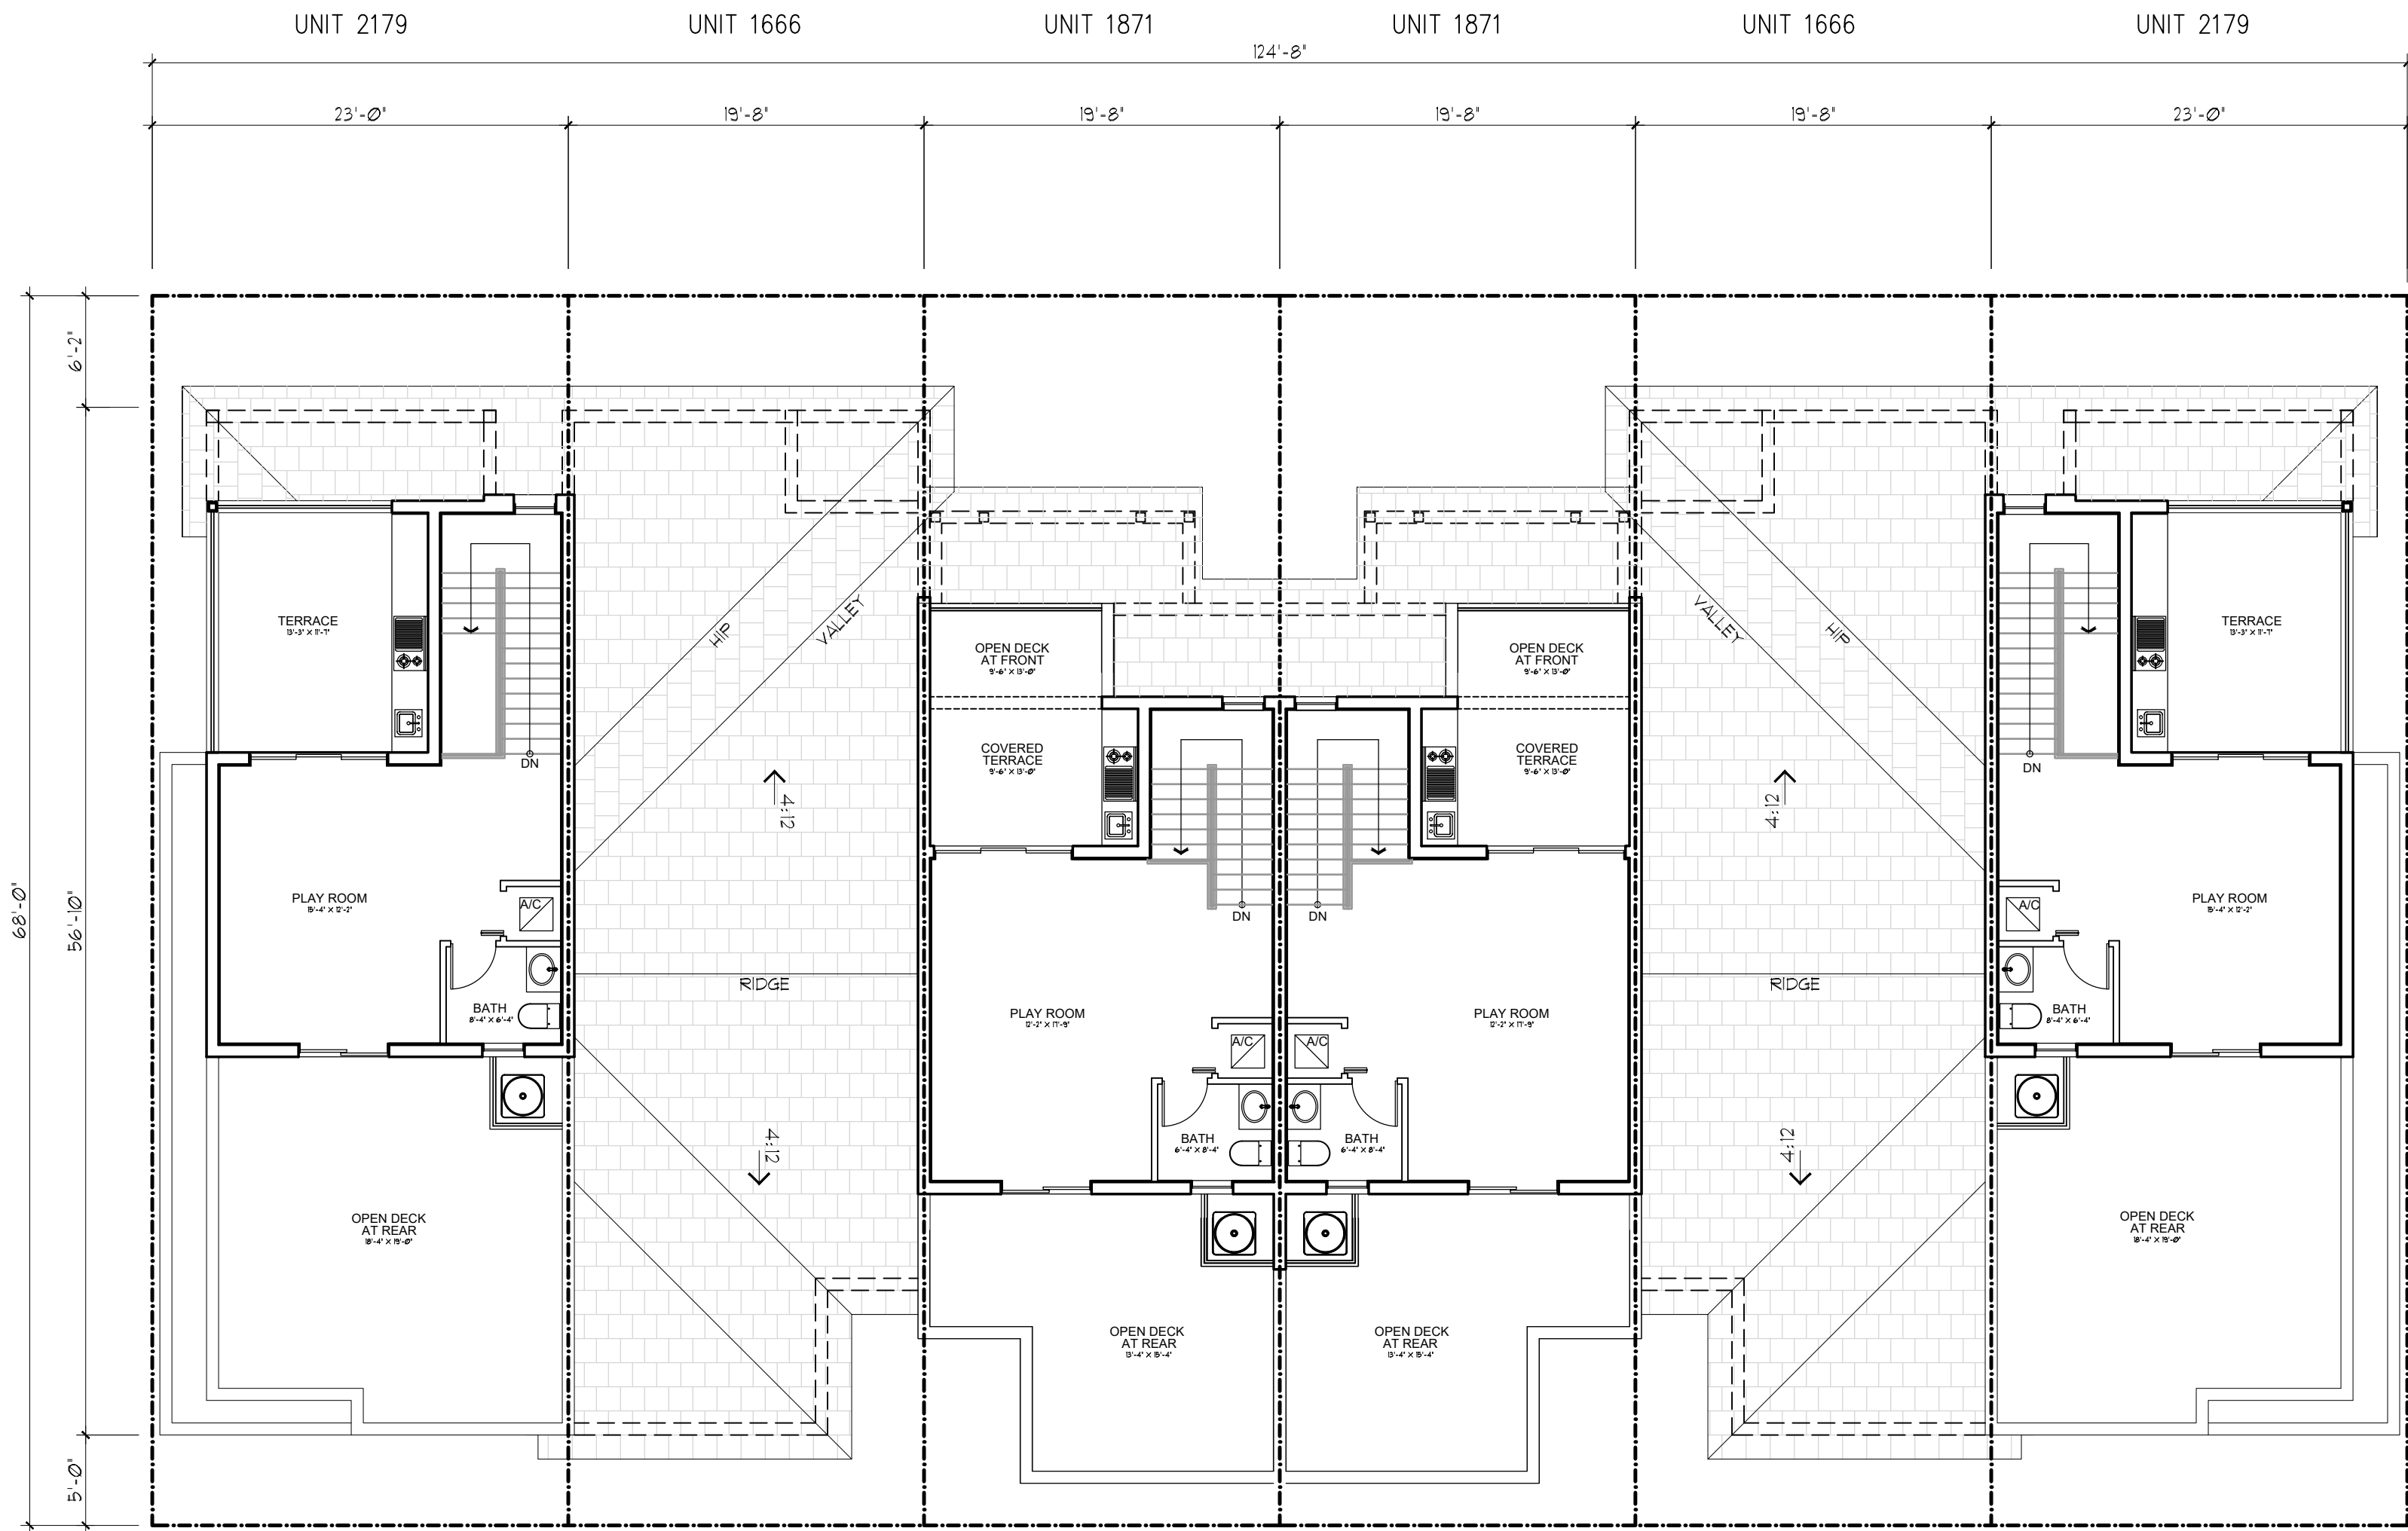 UNIT 2179 UNIT 1666 UNIT 1871 UNIT 1871 UNIT 1666 UNIT 2179
124'-8"
23'-0" 19'-8" 19'-8" 19'-8" 19'-8" 23'-0"
6'-2"
68'-0"
56'-10"
5'-0"
TERRACE
13'-3" X 11'-7"
DN
PLAY ROOM
15'-4" X 12'-2"
A/C
BATH
8'-4" X 6'-4"
OPEN DECK
AT REAR
18'-4" X 19'-0"
HIP
VALLEY
4:12
RIDGE
4:12
OPEN DECK
AT FRONT
9'-6" X 13'-0"
COVERED
TERRACE
9'-6" X 13'-0"
DN
PLAY ROOM
12'-2" X 17'-9"
A/C
BATH
6'-4" X 8'-4"
OPEN DECK
AT REAR
13'-4" X 15'-4"
OPEN DECK
AT FRONT
9'-6" X 13'-0"
COVERED
TERRACE
9'-6" X 13'-0"
DN
PLAY ROOM
12'-2" X 17'-9"
A/C
BATH
6'-4" X 8'-4"
OPEN DECK
AT REAR
13'-4" X 15'-4"
VALLEY
HIP
4:12
RIDGE
4:12
TERRACE
13'-3" X 11'-7"
DN
PLAY ROOM
15'-4" X 12'-2"
A/C
BATH
8'-4" X 6'-4"
OPEN DECK
AT REAR
18'-4" X 19'-0"